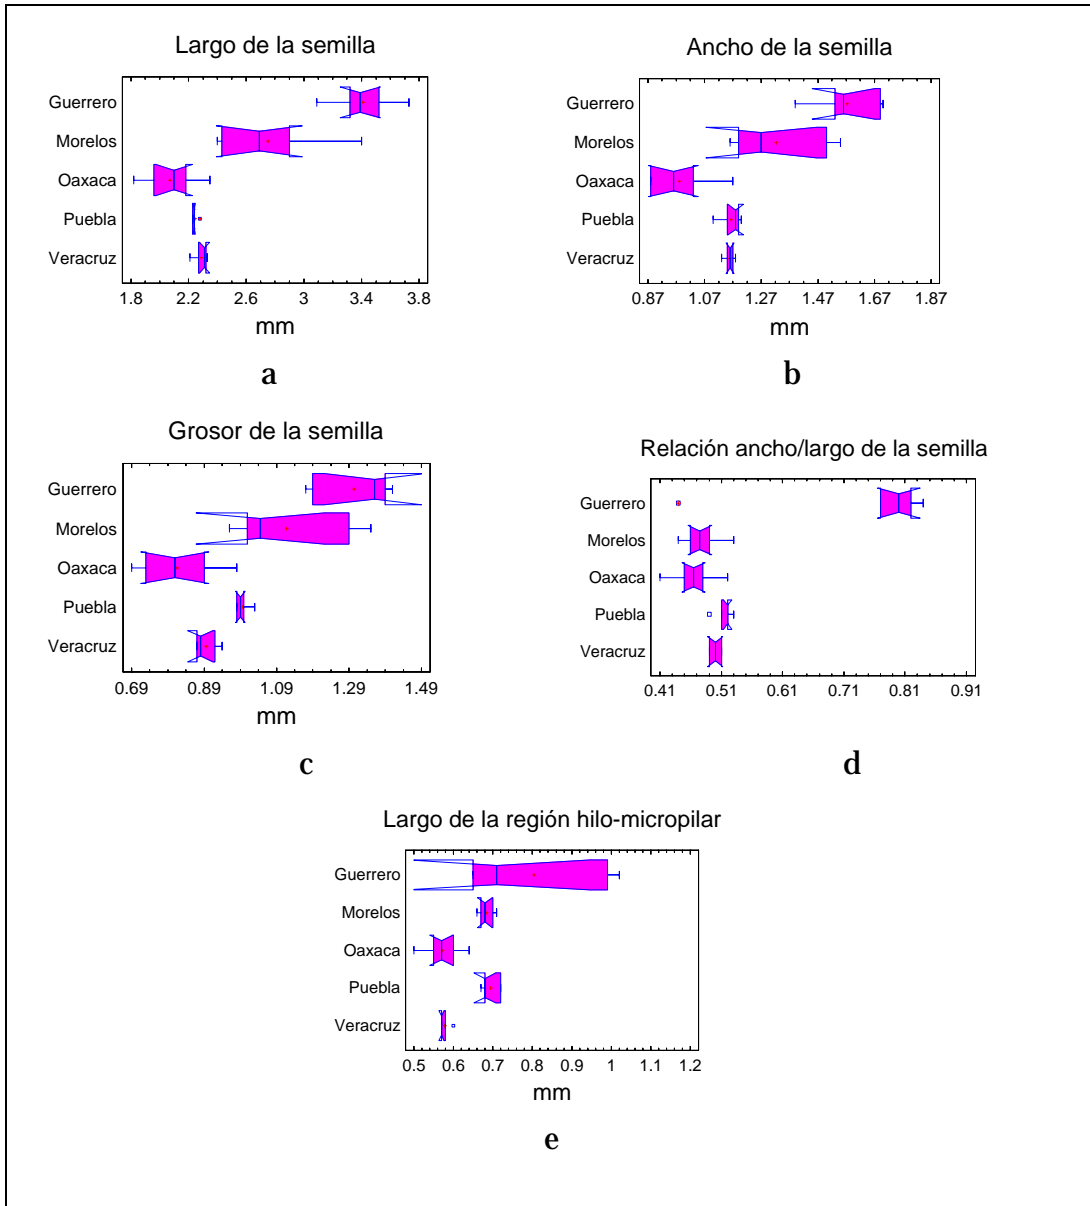 Largo de la semilla
Guerrero
Morelos
Oaxaca
Puebla
Veracruz
1.8 2.2 2.6 3 3.4 3.8
mm
a
Ancho de la semilla
Guerrero
Morelos
Oaxaca
Puebla
Veracruz
0.87 1.07 1.27 1.47 1.67 1.87
mm
b
Grosor de la semilla
Guerrero
Morelos
Oaxaca
Puebla
Veracruz
0.69 0.89 1.09 1.29 1.49
mm
c
Relación ancho/largo de la semilla
Guerrero
Morelos
Oaxaca
Puebla
Veracruz
0.41 0.51 0.61 0.71 0.81 0.91
d
Largo de la región hilo-micropilar
Guerrero
Morelos
Oaxaca
Puebla
Veracruz
0.5 0.6 0.7 0.8 0.9 1 1.1 1.2
mm
e